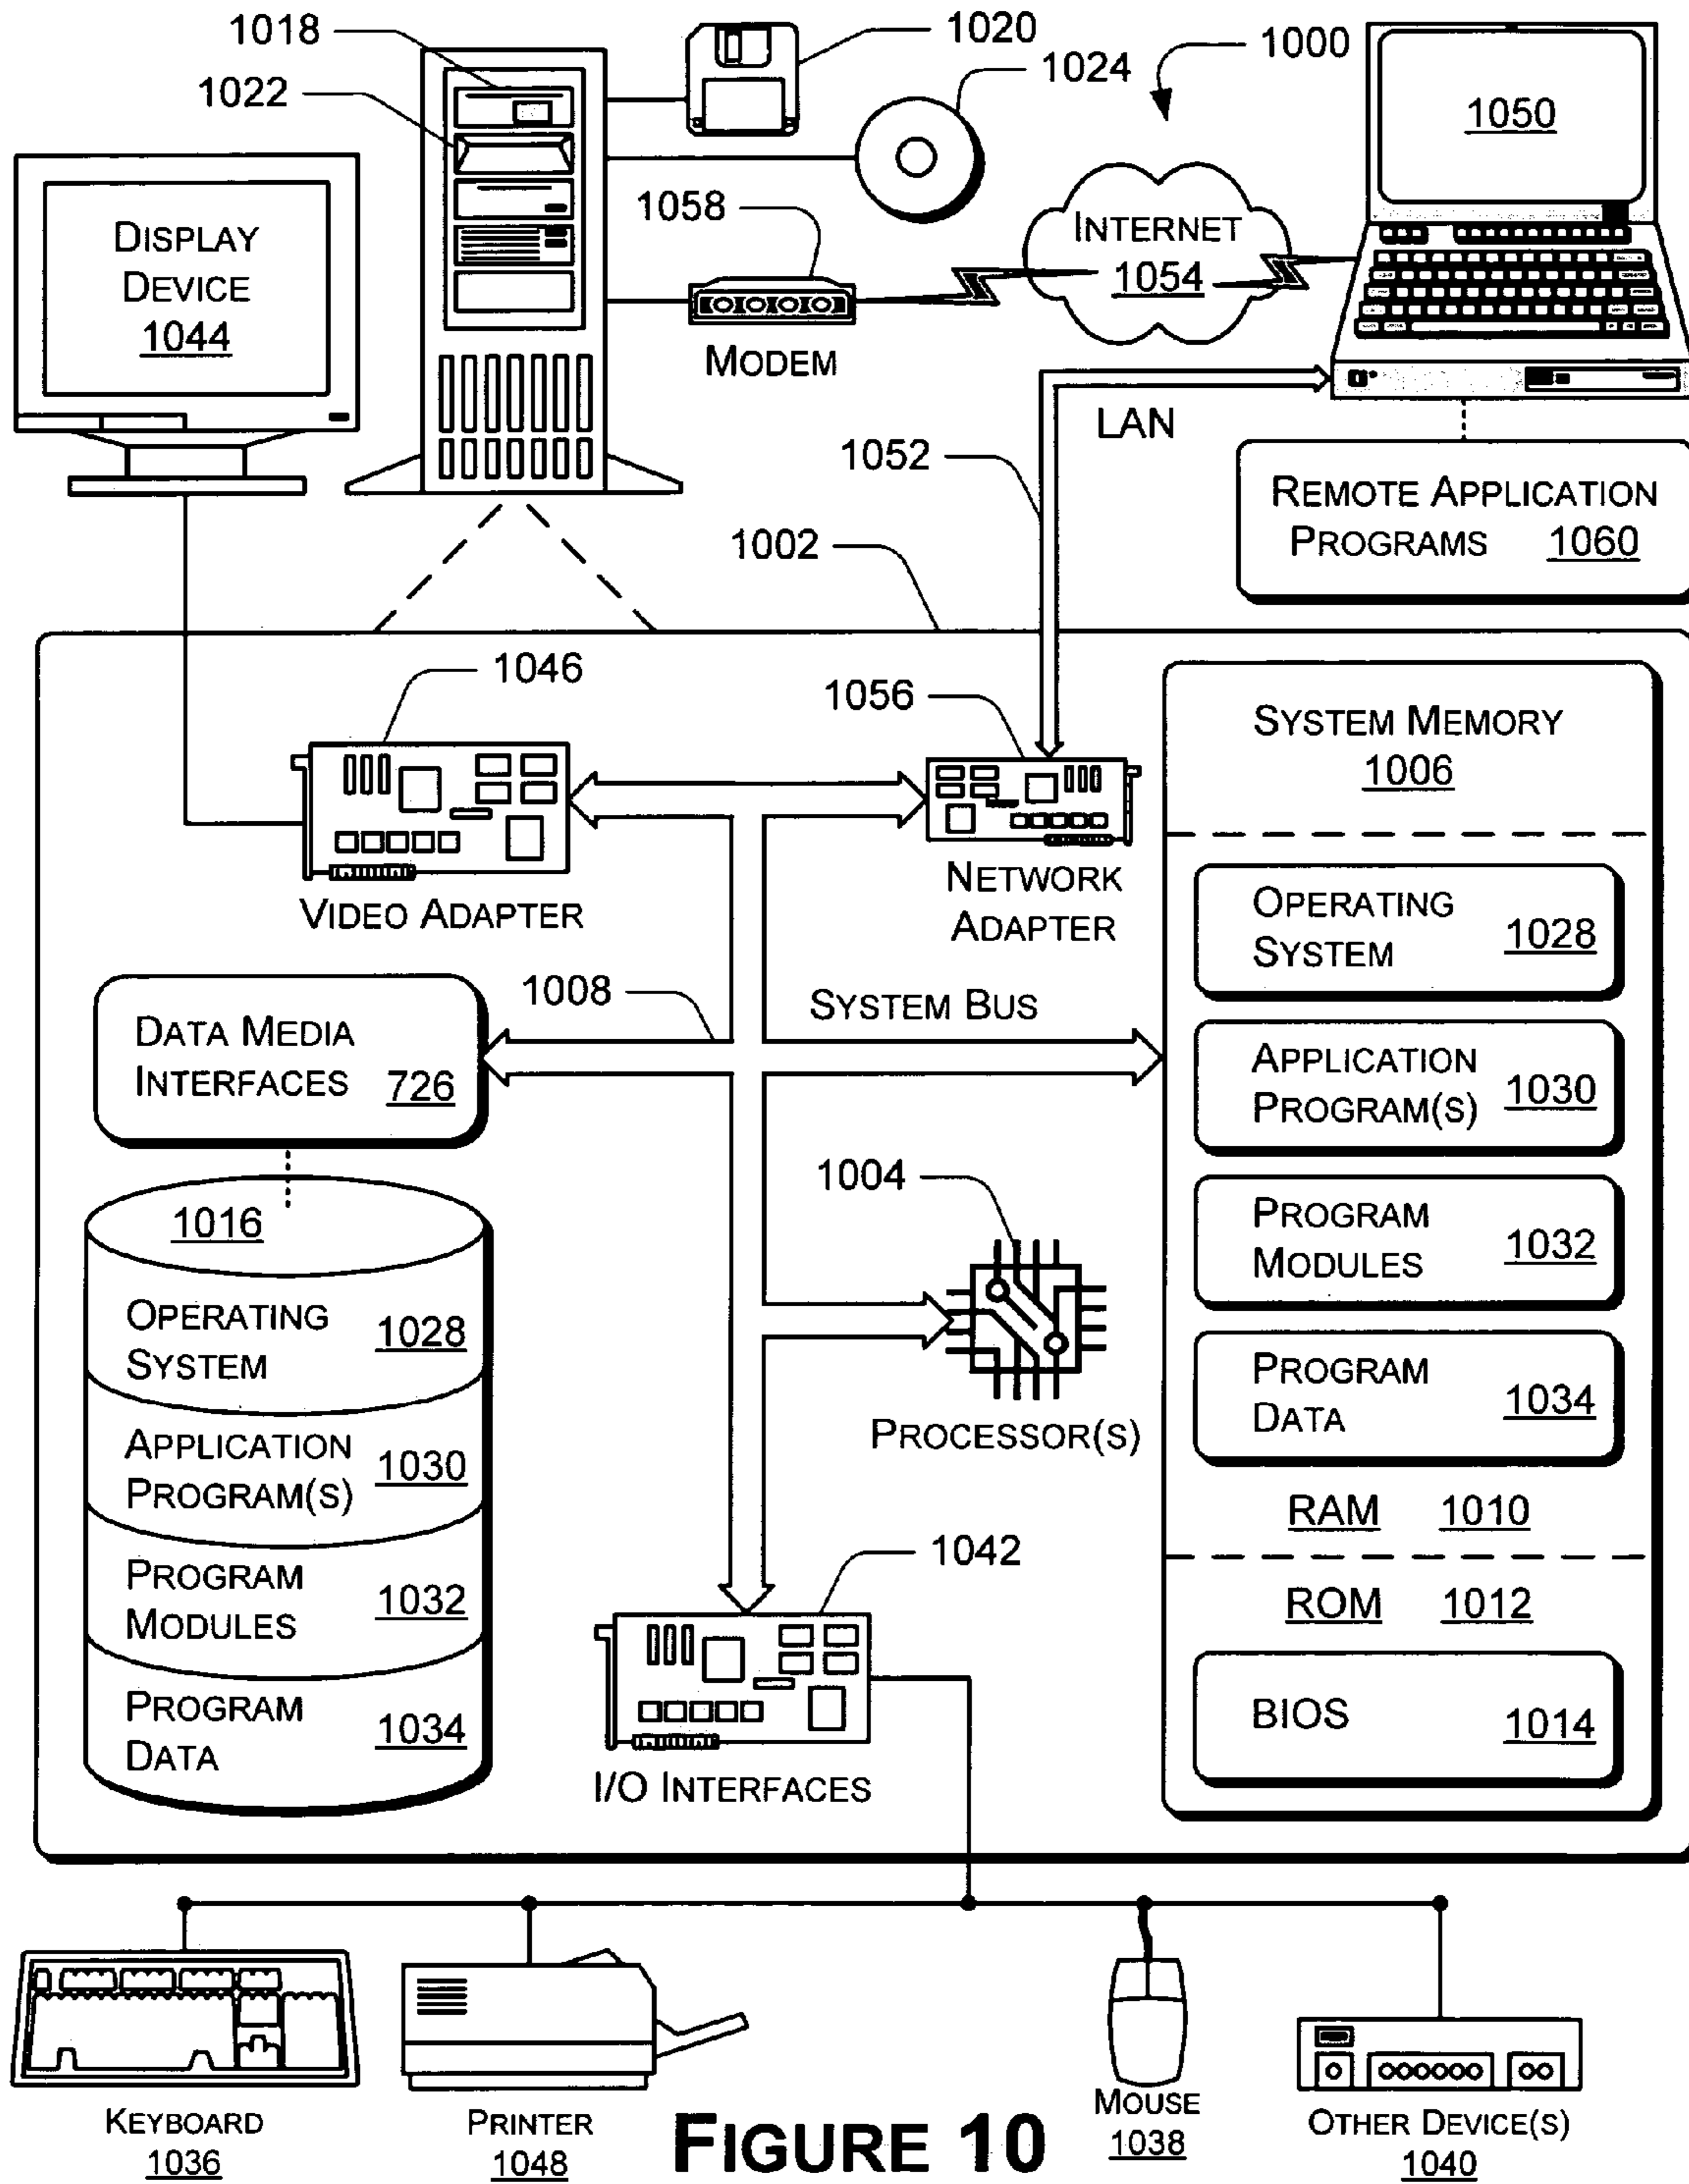 1018
1020
1000
1022
1024
1050
1058
DISPLAY
DEVICE
1044
INTERNET
1054
MODEM
LAN
1052
REMOTE APPLICATION
PROGRAMS 1060
1002
1046
1056
SYSTEM MEMORY
1006
VIDEO ADAPTER
NETWORK
ADAPTER
OPERATING
SYSTEM 1028
1008
SYSTEM BUS
DATA MEDIA
INTERFACES 726
APPLICATION
PROGRAM(S) 1030
1004
PROGRAM
MODULES 1032
1016
OPERATING
SYSTEM 1028
PROGRAM
DATA 1034
PROCESSOR(S)
APPLICATION
PROGRAM(S) 1030
RAM 1010
1042
PROGRAM
MODULES 1032
ROM 1012
PROGRAM
DATA 1034
BIOS 1014
I/O INTERFACES
KEYBOARD
1036
PRINTER
1048
MOUSE
1038
OTHER DEVICE(S)
1040
FIGURE 10